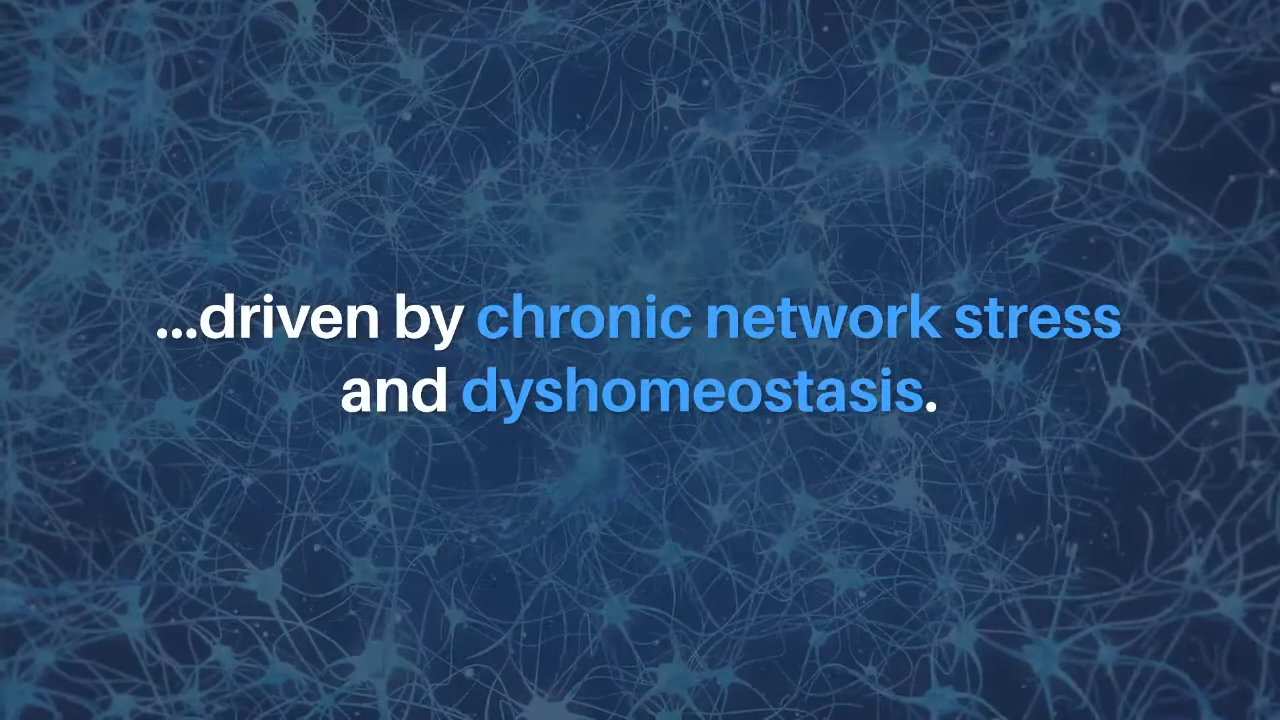 ...driven by chronic network stress
and dyshomeostasis.